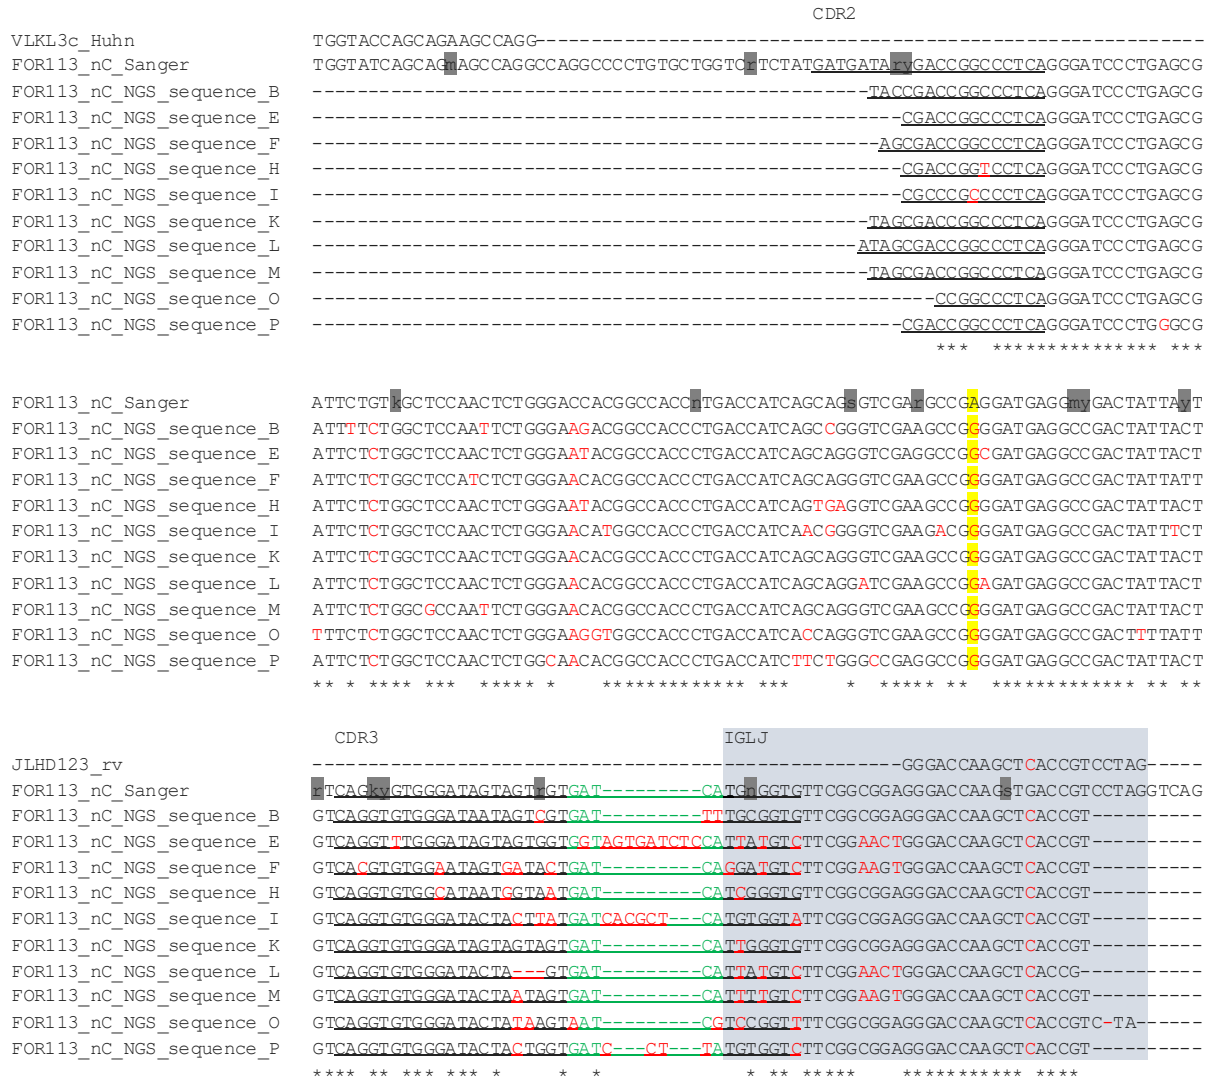 CDR2
VLKL3c_Huhn TGGTACCAGCAGAAGCCAGG------------------------------------------------------------
FOR113_nC_Sanger TGGTATCAGCAGmAGCCAGGCCAGGCCCCTGTGCTGGTCrTCTATGATGATAryGACCGGCCCTCAGGGATCCCTGAGCG
FOR113_nC_NGS_sequence_B --------------------------------------------------TACCGACCGGCCCTCAGGGATCCCTGAGCG
FOR113_nC_NGS_sequence_E -----------------------------------------------------CGACCGGCCCTCAGGGATCCCTGAGCG
FOR113_nC_NGS_sequence_F ---------------------------------------------------AGCGACCGGCCCTCAGGGATCCCTGAGCG
FOR113_nC_NGS_sequence_H -----------------------------------------------------CGACCGGTCCTCAGGGATCCCTGAGCG
FOR113_nC_NGS_sequence_I -----------------------------------------------------CGCCCGCCCCTCAGGGATCCCTGAGCG
FOR113_nC_NGS_sequence_K --------------------------------------------------TAGCGACCGGCCCTCAGGGATCCCTGAGCG
FOR113_nC_NGS_sequence_L -------------------------------------------------ATAGCGACCGGCCCTCAGGGATCCCTGAGCG
FOR113_nC_NGS_sequence_M --------------------------------------------------TAGCGACCGGCCCTCAGGGATCCCTGAGCG
FOR113_nC_NGS_sequence_O --------------------------------------------------------CCGGCCCTCAGGGATCCCTGAGCG
FOR113_nC_NGS_sequence_P -----------------------------------------------------CGACCGGCCCTCAGGGATCCCTGGGCG
*** *************** ***
FOR113_nC_Sanger ATTCTGTkGCTCCAACTCTGGGACCACGGCCACCnTGACCATCAGCAGsGTCGArGCCGAGGATGAGGmyGACTATTAyT
FOR113_nC_NGS_sequence_B ATTTTCTGGCTCCAATTCTGGGAAGACGGCCACCCTGACCATCAGCCGGGTCGAAGCCGGGGATGAGGCCGACTATTACT
FOR113_nC_NGS_sequence_E ATTCTCTGGCTCCAACTCTGGGAATACGGCCACCCTGACCATCAGCAGGGTCGAGGCCGGCGATGAGGCCGACTATTACT
FOR113_nC_NGS_sequence_F ATTCTCTGGCTCCATCTCTGGGAACACGGCCACCCTGACCATCAGCAGGGTCGAAGCCGGGGATGAGGCCGACTATTATT
FOR113_nC_NGS_sequence_H ATTCTCTGGCTCCAACTCTGGGAATACGGCCACCCTGACCATCAGTGAGGTCGAAGCCGGGGATGAGGCCGACTATTACT
FOR113_nC_NGS_sequence_I ATTCTCTGGCTCCAACTCTGGGAACATGGCCACCCTGACCATCAACGGGGTCGAAGACGGGGATGAGGCCGACTATTTCT
FOR113_nC_NGS_sequence_K ATTCTCTGGCTCCAACTCTGGGAACACGGCCACCCTGACCATCAGCAGGGTCGAAGCCGGGGATGAGGCCGACTATTACT
FOR113_nC_NGS_sequence_L ATTCTCTGGCTCCAACTCTGGGAACACGGCCACCCTGACCATCAGCAGGATCGAAGCCGGAGATGAGGCCGACTATTACT
FOR113_nC_NGS_sequence_M ATTCTCTGGCGCCAATTCTGGGAACACGGCCACCCTGACCATCAGCAGGGTCGAAGCCGGGGATGAGGCCGACTATTACT
FOR113_nC_NGS_sequence_O TTTCTCTGGCTCCAACTCTGGGAAGGTGGCCACCCTGACCATCACCAGGGTCGAAGCCGGGGATGAGGCCGACTTTTATT
FOR113_nC_NGS_sequence_P ATTCTCTGGCTCCAACTCTGGCAACACGGCCACCCTGACCATCTTCTGGGCCGAGGCCGGGGATGAGGCCGACTATTACT
** * **** *** ***** * ************* *** * ***** ** ************ ** **
CDR3 IGLJ
JLHD123_rv -----------------------------------------------------GGGACCAAGCTCACCGTCCTAG-----
FOR113_nC_Sanger rTCAGkyGTGGGATAGTAGTrGTGAT---------CATGnGGTGTTCGGCGGAGGGACCAAGsTGACCGTCCTAGGTCAG
FOR113_nC_NGS_sequence_B GTCAGGTGTGGGATAATAGTCGTGAT---------TTTGCGGTGTTCGGCGGAGGGACCAAGCTCACCGT----------
FOR113_nC_NGS_sequence_E GTCAGGTTTGGGATAGTAGTGGTGGTAGTGATCTCCATTATGTCTTCGGAACTGGGACCAAGCTCACCGT----------
FOR113_nC_NGS_sequence_F GTCACGTGTGGAATAGTGATACTGAT---------CAGGATGTCTTCGGAAGTGGGACCAAGCTCACCGT----------
FOR113_nC_NGS_sequence_H GTCAGGTGTGGCATAATGGTAATGAT---------CATCGGGTGTTCGGCGGAGGGACCAAGCTCACCGT----------
FOR113_nC_NGS_sequence_I GTCAGGTGTGGGATACTACTTATGATCACGCT---CATGTGGTATTCGGCGGAGGGACCAAGCTCACCGT----------
FOR113_nC_NGS_sequence_K GTCAGGTGTGGGATAGTAGTAGTGAT---------CATTGGGTGTTCGGCGGAGGGACCAAGCTCACCGT----------
FOR113_nC_NGS_sequence_L GTCAGGTGTGGGATACTA---GTGAT---------CATTATGTCTTCGGAACTGGGACCAAGCTCACCG-----------
FOR113_nC_NGS_sequence_M GTCAGGTGTGGGATACTAATAGTGAT---------CATTTTGTCTTCGGAAGTGGGACCAAGCTCACCGT----------
FOR113_nC_NGS_sequence_O GTCAGGTGTGGGATACTATAAGTAAT---------CGTCCGGTTTTCGGCGGAGGGACCAAGCTCACCGTC-TA------
FOR113_nC_NGS_sequence_P GTCAGGTGTGGGATACTACTGGTGATC---CT--TATGTGGTCTTCGGCGGAGGGACCAAGCTCACCGT----------
**** ** *** *** * * * * ** ***** *********** ****